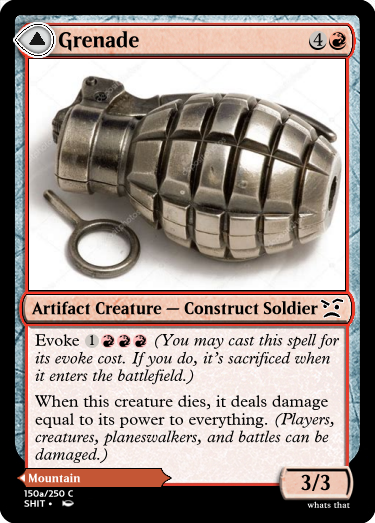 Grenade 4
Artifact Creature — Construct Soldier
Evoke 1 (You may cast this spell for
its evoke cost. If you do, it's sacrificed when
it enters the battlefield.)
When this creature dies, it deals damage
equal to its power to everything. (Players,
creatures, planeswalkers, and battles can be
damaged.)
Mountain
3/3
150a/250 C
SHIT •
whats that